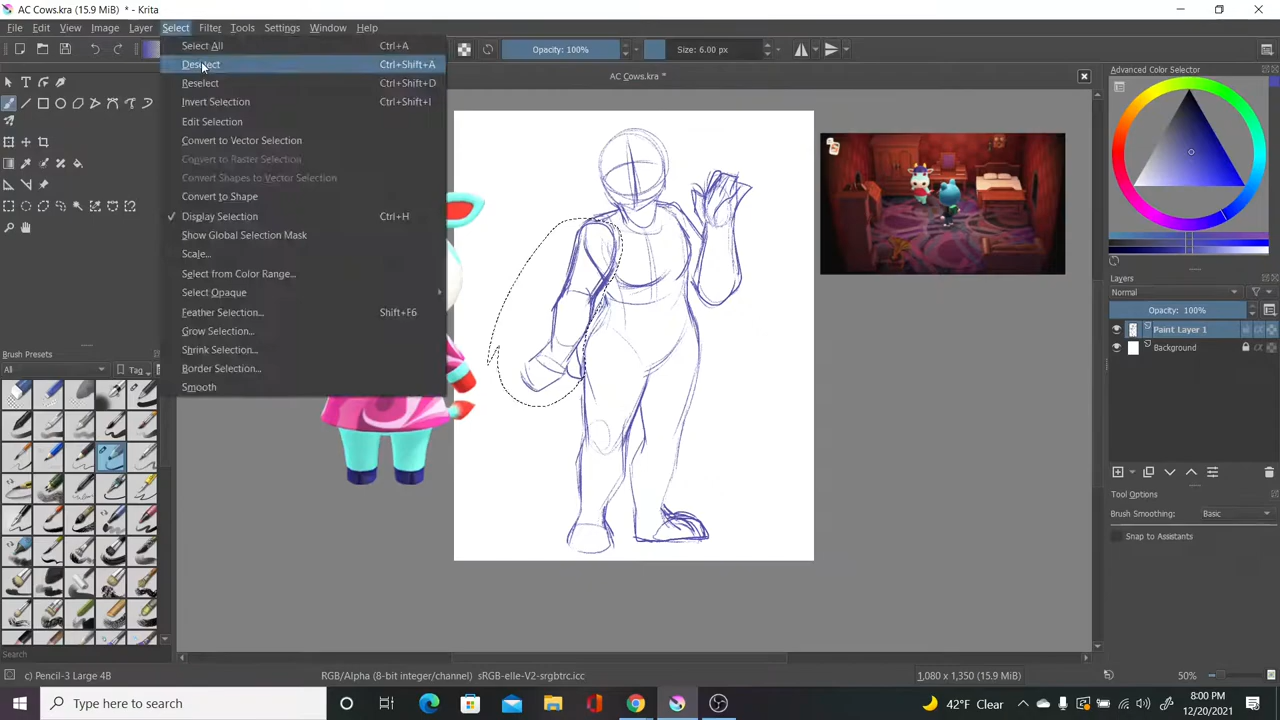 AC Cows.kra (15.9 MiB) * - Krita
File Edit View Image Layer Select Filter Tools Settings Window Help
Opacity: 100%
Size: 6.00 px
AC Cows.kra *
Select All Ctrl+A
Deselect Ctrl+Shift+A
Reselect Ctrl+Shift+D
Invert Selection Ctrl+Shift+I
Edit Selection
Convert to Vector Selection
Convert to Raster Selection
Convert Shapes to Vector Selection
Convert to Shape
Display Selection Ctrl+H
Show Global Selection Mask
Scale...
Select from Color Range...
Select Opaque
Feather Selection... Shift+F6
Grow Selection...
Shrink Selection...
Border Selection...
Smooth
Brush Presets
All
Tag
Search
Advanced Color Selector
Layers
Normal
Opacity: 100%
Paint Layer 1
Background
Tool Options
Brush Smoothing: Basic
Snap to Assistants
c) Pencil-3 Large 4B
RGB/Alpha (8-bit integer/channel) sRGB-elle-V2-srgbtrc.icc
1,080 x 1,350 (15.9 MiB)
50%
Type here to search
42°F Clear
8:00 PM
12/20/2021